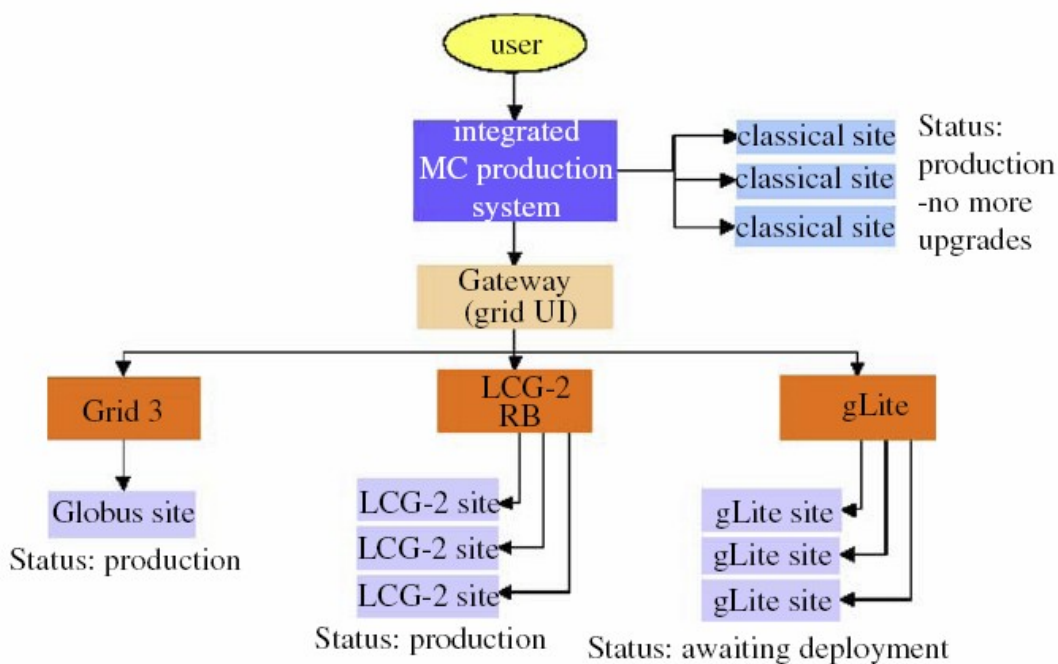 user
integrated
MC production
system
classical site
classical site
classical site
Status:
production
-no more
upgrades
Gateway
(grid UI)
Grid 3
LCG-2
RB
gLite
Globus site
Status: production
LCG-2 site
LCG-2 site
LCG-2 site
Status: production
gLite site
gLite site
gLite site
Status: awaiting deployment